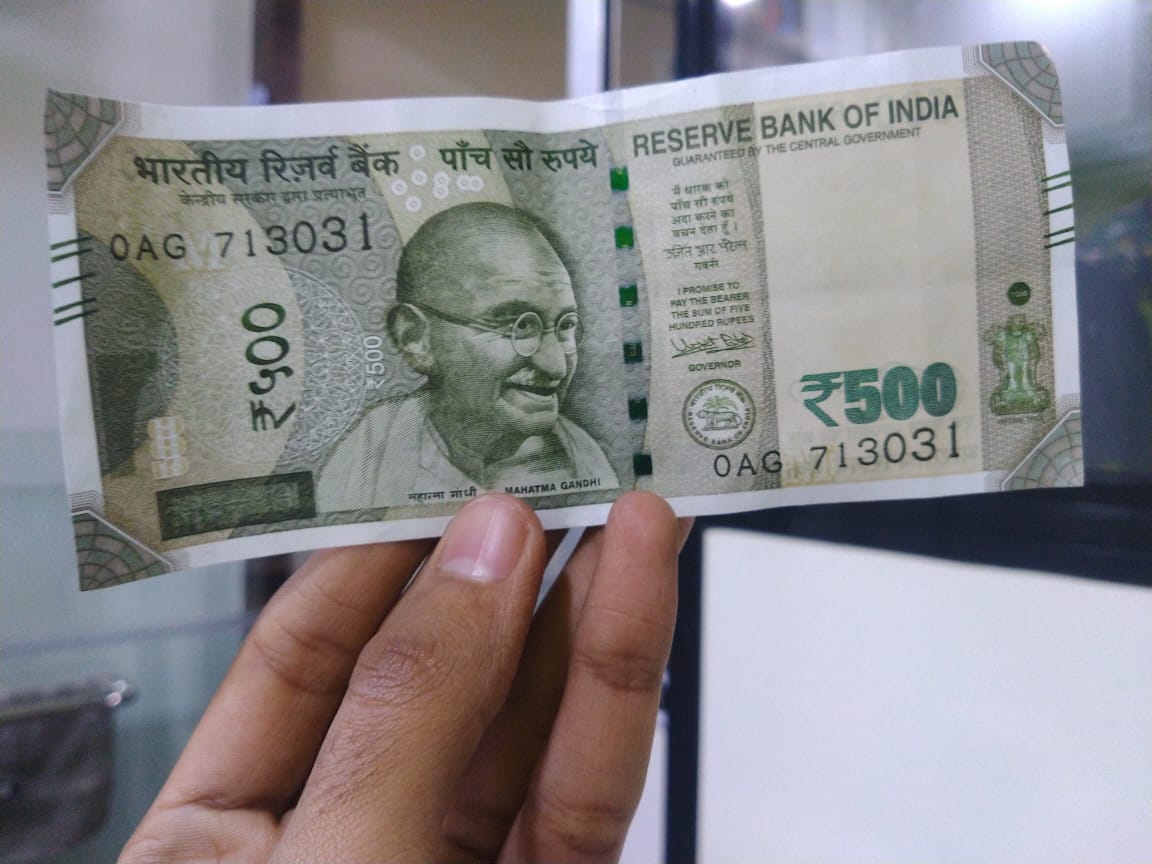 भारतीय रिज़र्व बैंक
पाँच सौ रुपये
केन्द्रीय सरकार द्वारा प्रत्याभूत
0AG 713031
₹५००
₹500
महात्मा गांधी MAHATMA GANDHI
RESERVE BANK OF INDIA
GUARANTEED BY THE CENTRAL GOVERNMENT
मैं धारक को
पाँच सौ रुपये
अदा करने का
वचन देता हूँ ।
उर्जित आर पटेल
गवर्नर
I PROMISE TO
PAY THE BEARER
THE SUM OF FIVE
HUNDRED RUPEES
GOVERNOR
भारतीय रिज़र्व बैंक
RESERVE BANK OF INDIA
₹500
0AG 713031